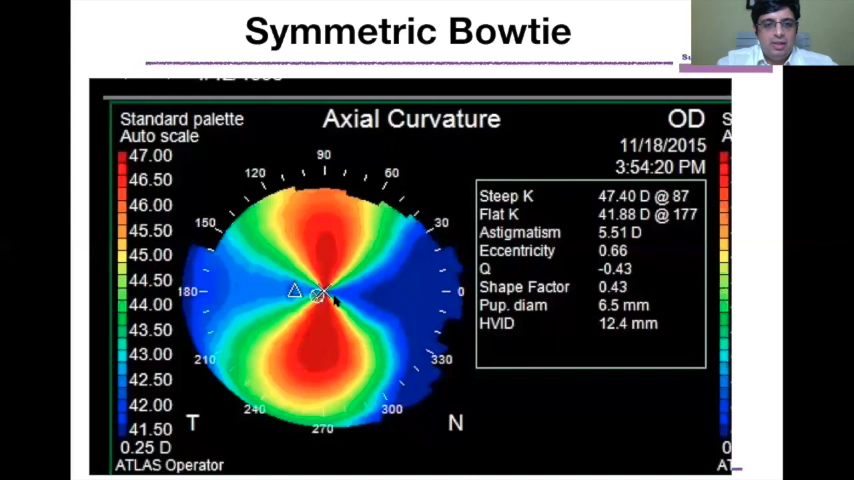 Symmetric Bowtie
Standard palette
Auto scale
Axial Curvature
OD
11/18/2015
3:54:20 PM
47.00
46.50
46.00
45.50
45.00
44.50
44.00
43.50
43.00
42.50
42.00
41.50
0.25 D
ATLAS Operator
90
120
60
150
30
180
0
210
330
240
300
270
T
N
Steep K 47.40 D @ 87
Flat K 41.88 D @ 177
Astigmatism 5.51 D
Eccentricity 0.66
Q -0.43
Shape Factor 0.43
Pup. diam 6.5 mm
HVID 12.4 mm